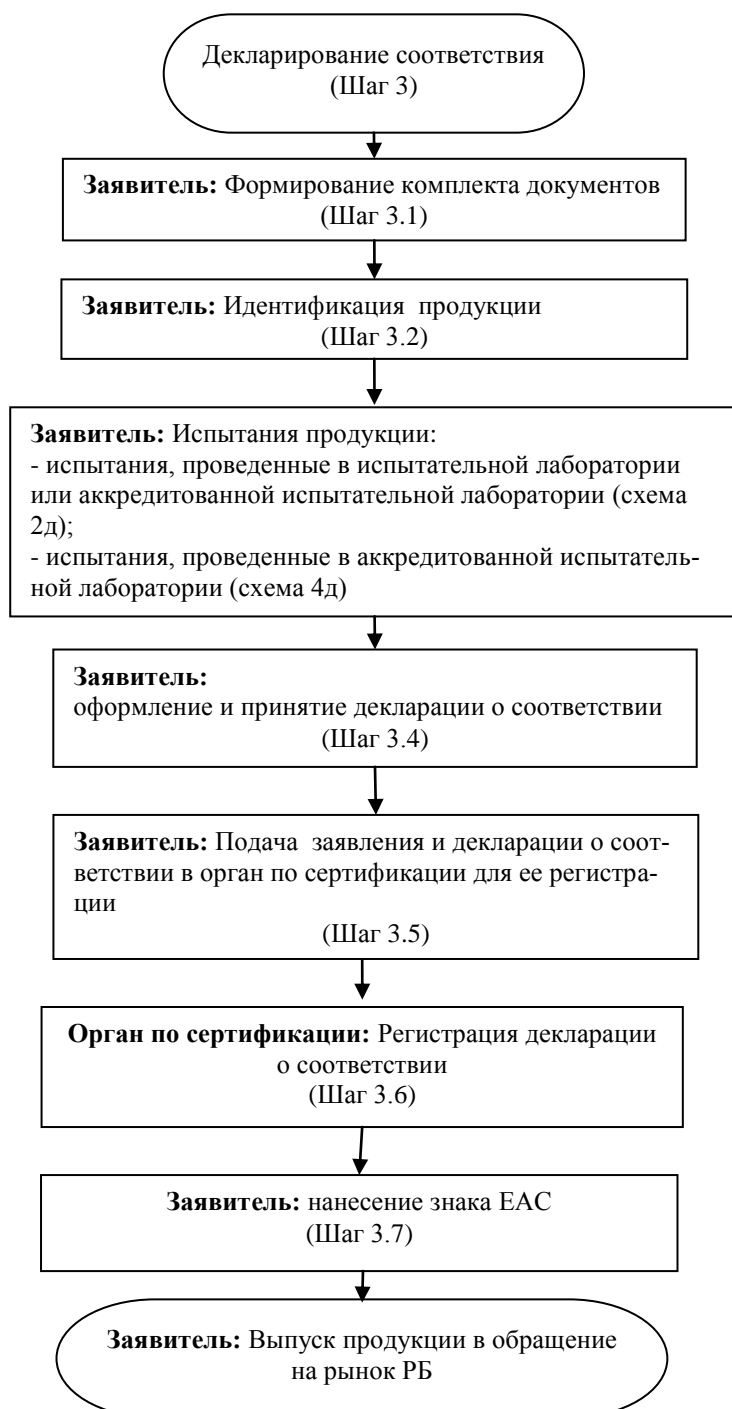 Декларирование соответствия
(Шаг 3)
Заявитель: Формирование комплекта документов
(Шаг 3.1)
Заявитель: Идентификация продукции
(Шаг 3.2)
Заявитель: Испытания продукции:
- испытания, проведенные в испытательной лаборатории
или аккредитованной испытательной лаборатории (схема
2д);
- испытания, проведенные в аккредитованной испытатель-
ной лаборатории (схема 4д)
Заявитель:
оформление и принятие декларации о соответствии
(Шаг 3.4)
Заявитель: Подача заявления и декларации о соот-
ветствии в орган по сертификации для ее регистра-
ции
(Шаг 3.5)
Орган по сертификации: Регистрация декларации
о соответствии
(Шаг 3.6)
Заявитель: нанесение знака ЕАС
(Шаг 3.7)
Заявитель: Выпуск продукции в обращение
на рынок РБ